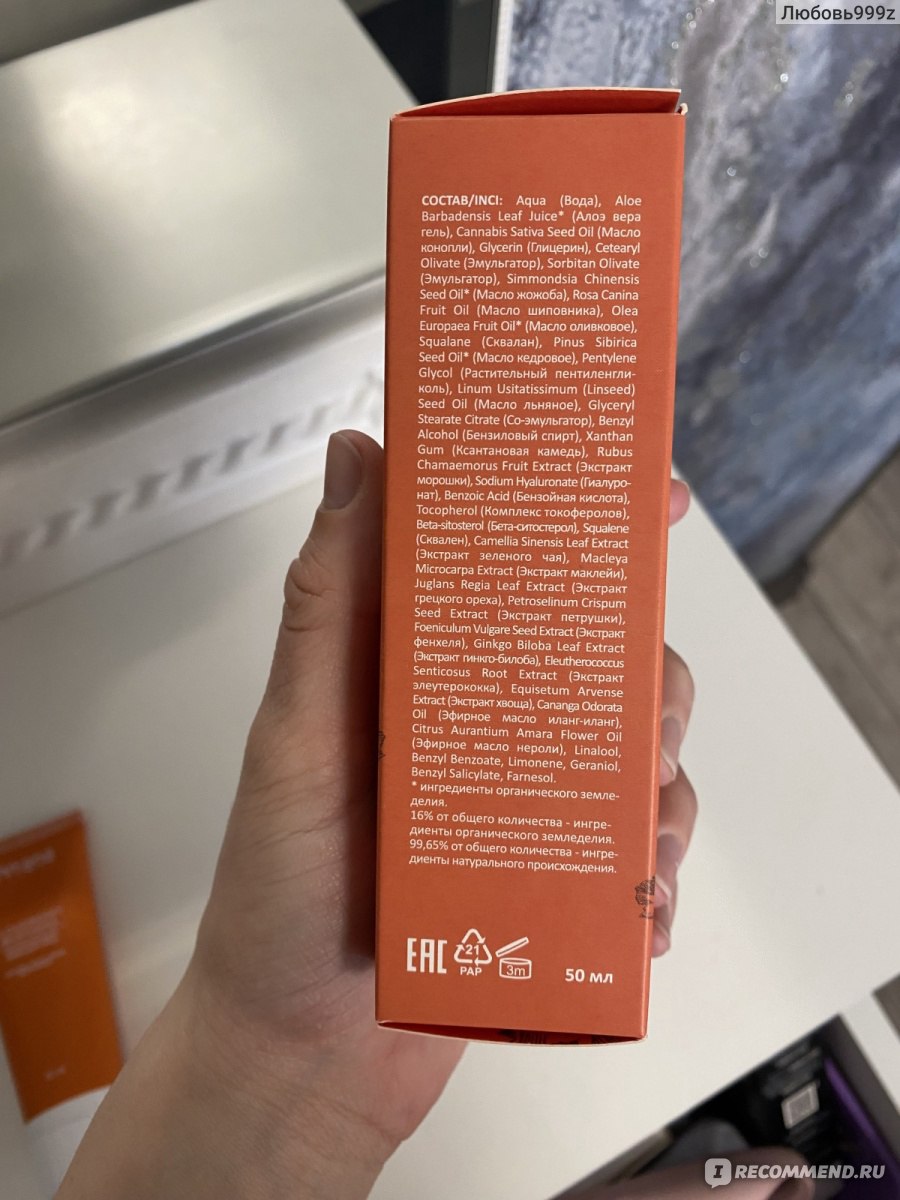 Любовь999z
СОСТАВ/INCI: Aqua (Вода), Aloe
Barbadensis Leaf Juice* (Алоэ вера
гель), Cannabis Sativa Seed Oil (Масло
конопли), Glycerin (Глицерин), Cetearyl
Olivate (Эмульгатор), Sorbitan Olivate
(Эмульгатор), Simmondsia Chinensis
Seed Oil* (Масло жожоба), Rosa Canina
Fruit Oil (Масло шиповника), Olea
Europaea Fruit Oil* (Масло оливковое),
Squalane (Сквалан), Pinus Sibirica
Seed Oil* (Масло кедровое), Pentylene
Glycol (Растительный пентиленгли-
коль), Linum Usitatissimum (Linseed)
Seed Oil (Масло льняное), Glyceryl
Stearate Citrate (Со-эмульгатор), Benzyl
Alcohol (Бензиловый спирт), Xanthan
Gum (Ксантановая камедь), Rubus
Chamaemorus Fruit Extract (Экстракт
морошки), Sodium Hyaluronate (Гиалуро-
нат), Benzoic Acid (Бензойная кислота),
Tocopherol (Комплекс токоферолов),
Beta-sitosterol (Бета-ситостерол), Squalene
(Сквален), Camellia Sinensis Leaf Extract
(Экстракт зеленого чая), Macleya
Microcarpa Extract (Экстракт маклейи),
Juglans Regia Leaf Extract (Экстракт
грецкого ореха), Petroselinum Crispum
Seed Extract (Экстракт петрушки),
Foeniculum Vulgare Seed Extract (Экстракт
фенхеля), Ginkgo Biloba Leaf Extract
(Экстракт гинкго-билоба), Eleutherococcus
Senticosus Root Extract (Экстракт
элеутерококка), Equisetum Arvense
Extract (Экстракт хвоща), Cananga Odorata
Oil (Эфирное масло иланг-иланг),
Citrus Aurantium Amara Flower Oil
(Эфирное масло нероли), Linalool,
Benzyl Benzoate, Limonene, Geraniol,
Benzyl Salicylate, Farnesol.
* ингредиенты органического земле-
делия.
16% от общего количества - ингре-
диенты органического земледелия.
99,65% от общего количества - ингре-
диенты натурального происхождения.
EAC 21 PAP 3m 50 мл
IRECOMMEND.RU